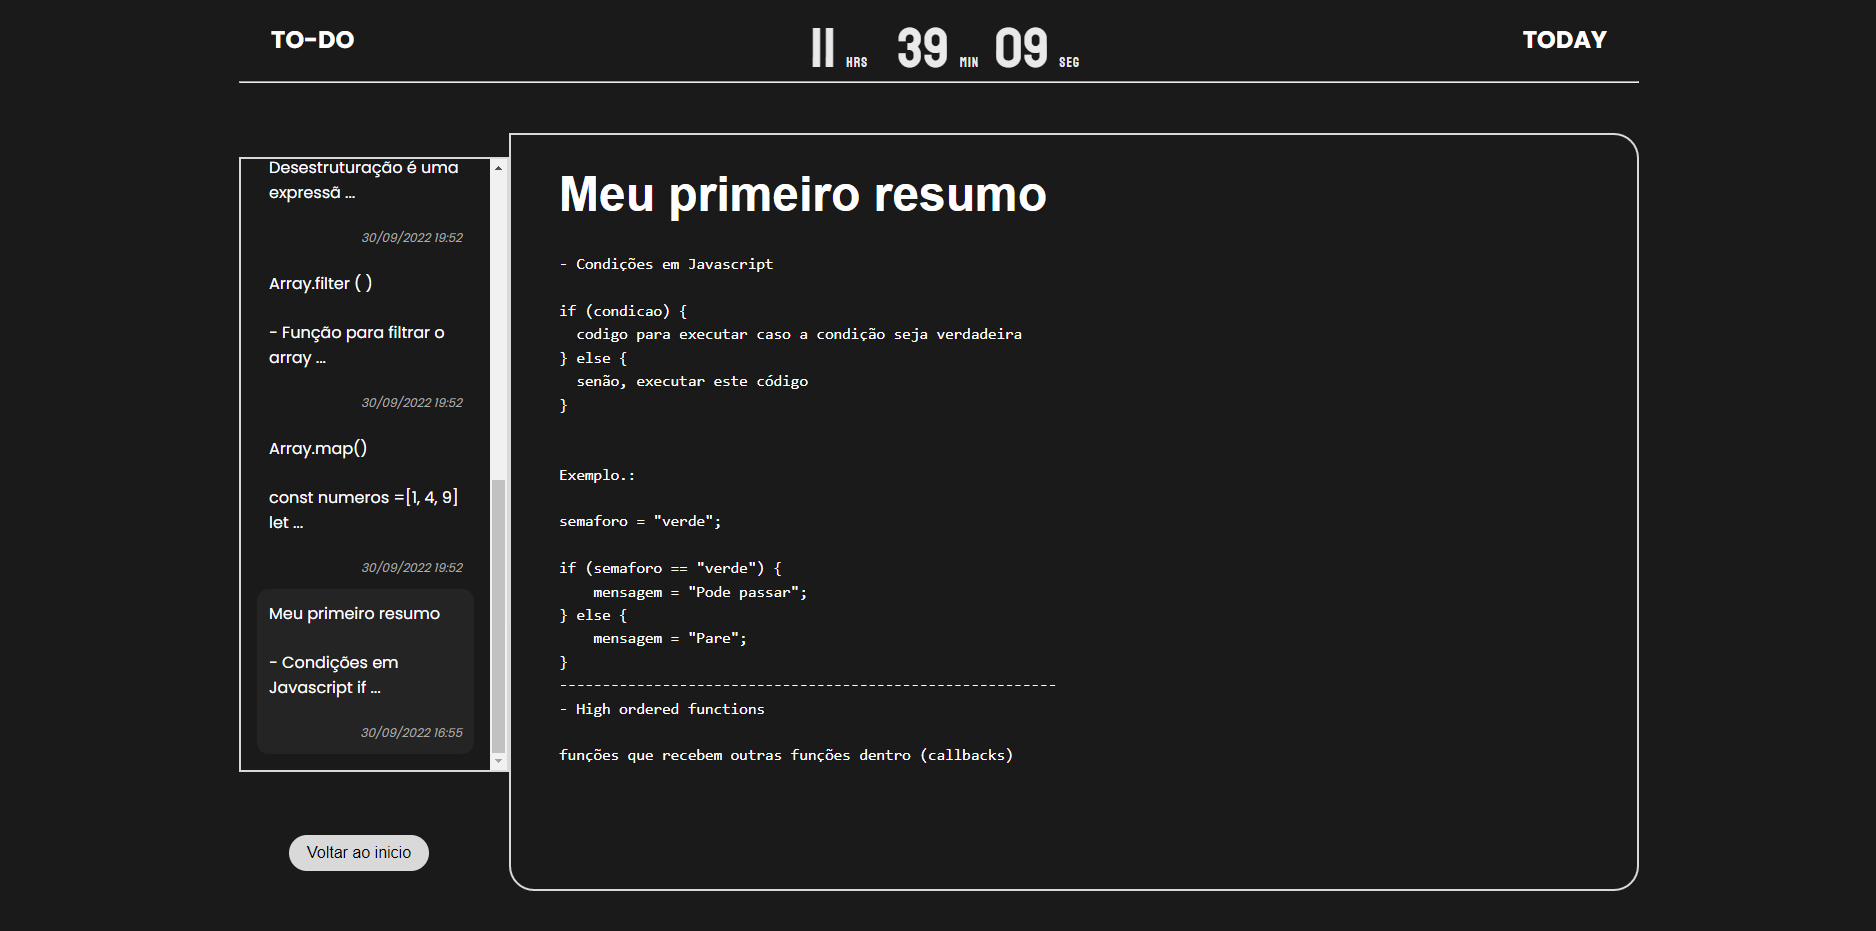 TO-DO
11 HRS 39 MIN 09 SEG
TODAY
Desestruturação é uma
expressã ...
30/09/2022 19:52
Array.filter ( )
- Função para filtrar o
array ...
30/09/2022 19:52
Array.map()
const numeros =[1, 4, 9]
let ...
30/09/2022 19:52
Meu primeiro resumo
- Condições em
Javascript if ...
30/09/2022 16:55
Voltar ao inicio
Meu primeiro resumo
- Condições em Javascript
if (condicao) {
  codigo para executar caso a condição seja verdadeira
} else {
  senão, executar este código
}
Exemplo.:
semaforo = "verde";
if (semaforo == "verde") {
    mensagem = "Pode passar";
} else {
    mensagem = "Pare";
}
----------------------------------------------------------
- High ordered functions
funções que recebem outras funções dentro (callbacks)